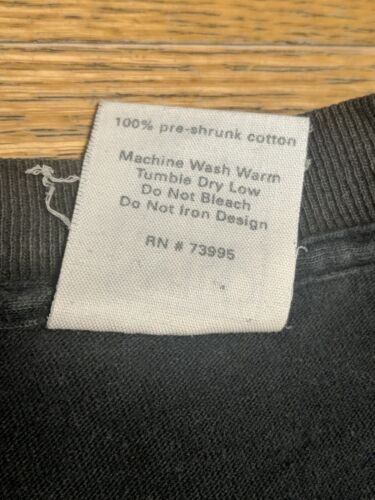 100% pre-shrunk cotton
Machine Wash Warm
Tumble Dry Low
Do Not Bleach
Do Not Iron Design
RN # 73995